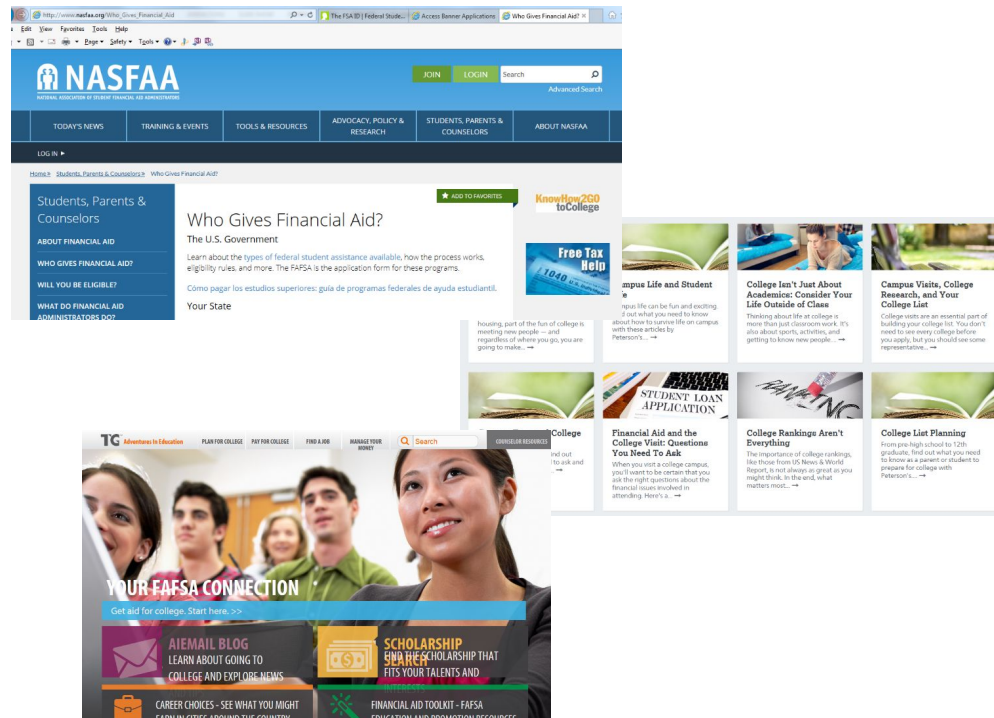 http://www.nasfaa.org/Who_Gives_Financial_Aid
The FSA ID | Federal Stude...
Access Banner Applications
Who Gives Financial Aid?
Edit View Favorites Tools Help
Page Safety Tools
NASFAA
NATIONAL ASSOCIATION OF STUDENT FINANCIAL AID ADMINISTRATORS
JOIN LOGIN Search
Advanced Search
TODAY'S NEWS
TRAINING & EVENTS
TOOLS & RESOURCES
ADVOCACY, POLICY &
RESEARCH
STUDENTS, PARENTS &
COUNSELORS
ABOUT NASFAA
LOG IN
Home » Students, Parents & Counselors » Who Gives Financial Aid?
Students, Parents &
Counselors
ABOUT FINANCIAL AID
WHO GIVES FINANCIAL AID?
WILL YOU BE ELIGIBLE?
WHAT DO FINANCIAL AID
ADMINISTRATORS DO?
ADD TO FAVORITES
Who Gives Financial Aid?
The U.S. Government
Learn about the types of federal student assistance available, how the process works,
eligibility rules, and more. The FAFSA is the application form for these programs.
Cómo pagar los estudios superiores: guía de programas federales de ayuda estudiantil.
Your State
KnowHow2GO
toCollege
Free Tax
Help
1040
housing, part of the fun of college is
meeting new people — and
regardless of where you go, you are
going to make... →
mpus Life and Student
fe
mpus life can be fun and exciting.
d out what you need to know
about how to survive life on campus
with these articles by
Peterson's... →
College Isn't Just About
Academics: Consider Your
Life Outside of Class
Thinking about life at college is
more than just classroom work. It's
also about sports, activities, and
getting to know new people... →
Campus Visits, College
Research, and Your
College List
College visits are an essential part of
building your college list. You don't
need to see every college before
you apply, but you should see some
representative... →
College
ind out
to ask and
... →
STUDENT LOAN
APPLICATION
Financial Aid and the
College Visit: Questions
You Need To Ask
When you visit a college campus,
you'll want to be certain that you
ask the right questions about the
financial issues involved in
attending. Here's a... →
RANKING
College Rankings Aren't
Everything
The importance of college rankings,
like those from US News & World
Report, is not always as great as you
might think. In the end, what
matters most... →
College List Planning
From pre-high school to 12th
graduate, find out what you need
to know as a parent or student to
prepare for college with
Peterson's... →
TG Adventures In Education
PLAN FOR COLLEGE
PAY FOR COLLEGE
FIND A JOB
MANAGE YOUR
MONEY
Search
COUNSELOR RESOURCES
YOUR FAFSA CONNECTION
Get aid for college. Start here. >>
AIEMAIL BLOG
LEARN ABOUT GOING TO
COLLEGE AND EXPLORE NEWS
SCHOLARSHIP
SEARCH
FIND THE SCHOLARSHIP THAT
FITS YOUR TALENTS AND
INTERESTS
CAREER CHOICES - SEE WHAT YOU MIGHT
EARN IN CITIES AROUND THE COUNTRY
FINANCIAL AID TOOLKIT - FAFSA
EDUCATION AND PROMOTION RESOURCES